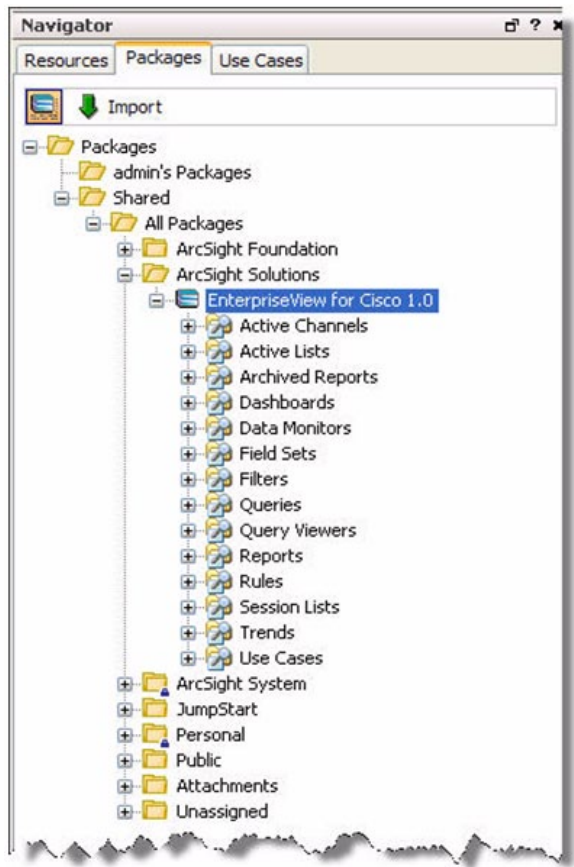 Navigator
?
Resources Packages Use Cases
Import
Packages
admin's Packages
Shared
All Packages
ArcSight Foundation
ArcSight Solutions
EnterpriseView for Cisco 1.0
Active Channels
Active Lists
Archived Reports
Dashboards
Data Monitors
Field Sets
Filters
Queries
Query Viewers
Reports
Rules
Session Lists
Trends
Use Cases
ArcSight System
JumpStart
Personal
Public
Attachments
Unassigned